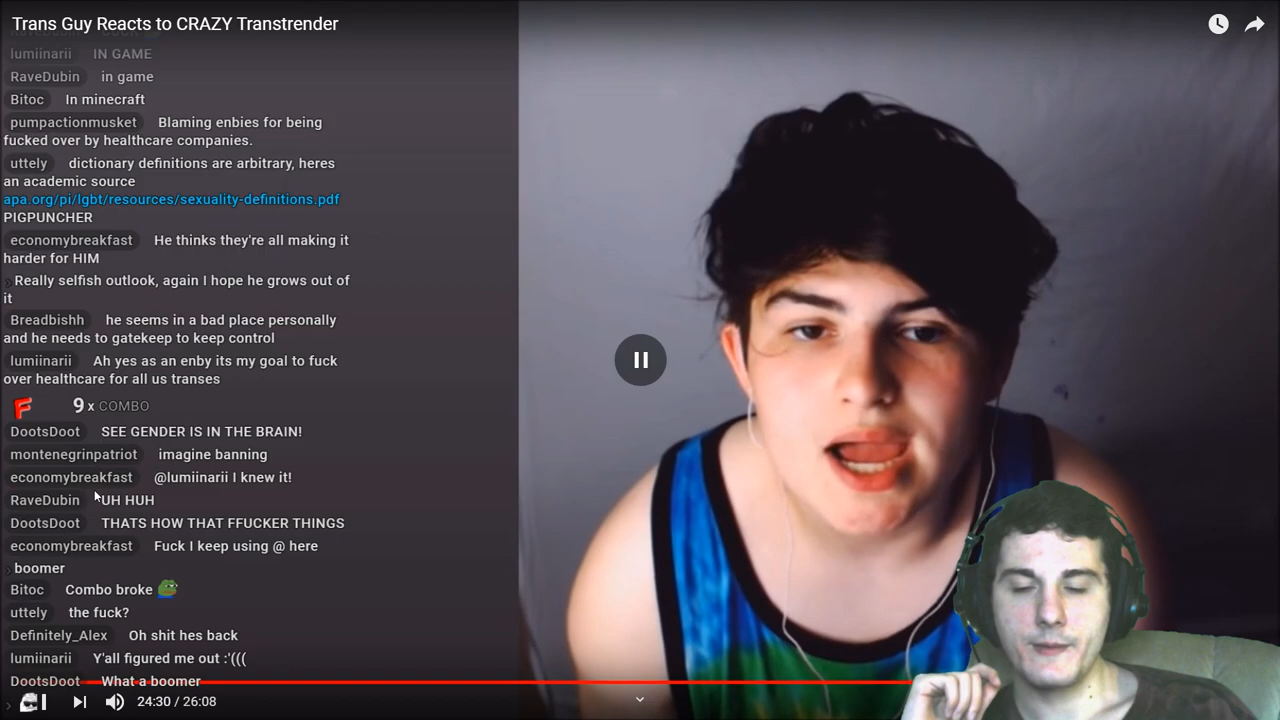 Trans Guy Reacts to CRAZY Transtrender
lumiinarii IN GAME
RaveDubin in game
Bitoc In minecraft
pumpactionmusket Blaming enbies for being
fucked over by healthcare companies.
uttely dictionary definitions are arbitrary, heres
an academic source
apa.org/pi/lgbt/resources/sexuality-definitions.pdf
PIGPUNCHER
economybreakfast He thinks they're all making it
harder for HIM
Really selfish outlook, again I hope he grows out of
it
Breadbishh he seems in a bad place personally
and he needs to gatekeep to keep control
lumiinarii Ah yes as an enby its my goal to fuck
over healthcare for all us transes
F 9 x COMBO
DootsDoot SEE GENDER IS IN THE BRAIN!
montenegrinpatriot imagine banning
economybreakfast @lumiinarii I knew it!
RaveDubin UH HUH
DootsDoot THATS HOW THAT FFUCKER THINGS
economybreakfast Fuck I keep using @ here
boomer
Bitoc Combo broke
uttely the fuck?
Definitely_Alex Oh shit hes back
lumiinarii Y'all figured me out :'(((
DootsDoot What a boomer
24:30 / 26:08